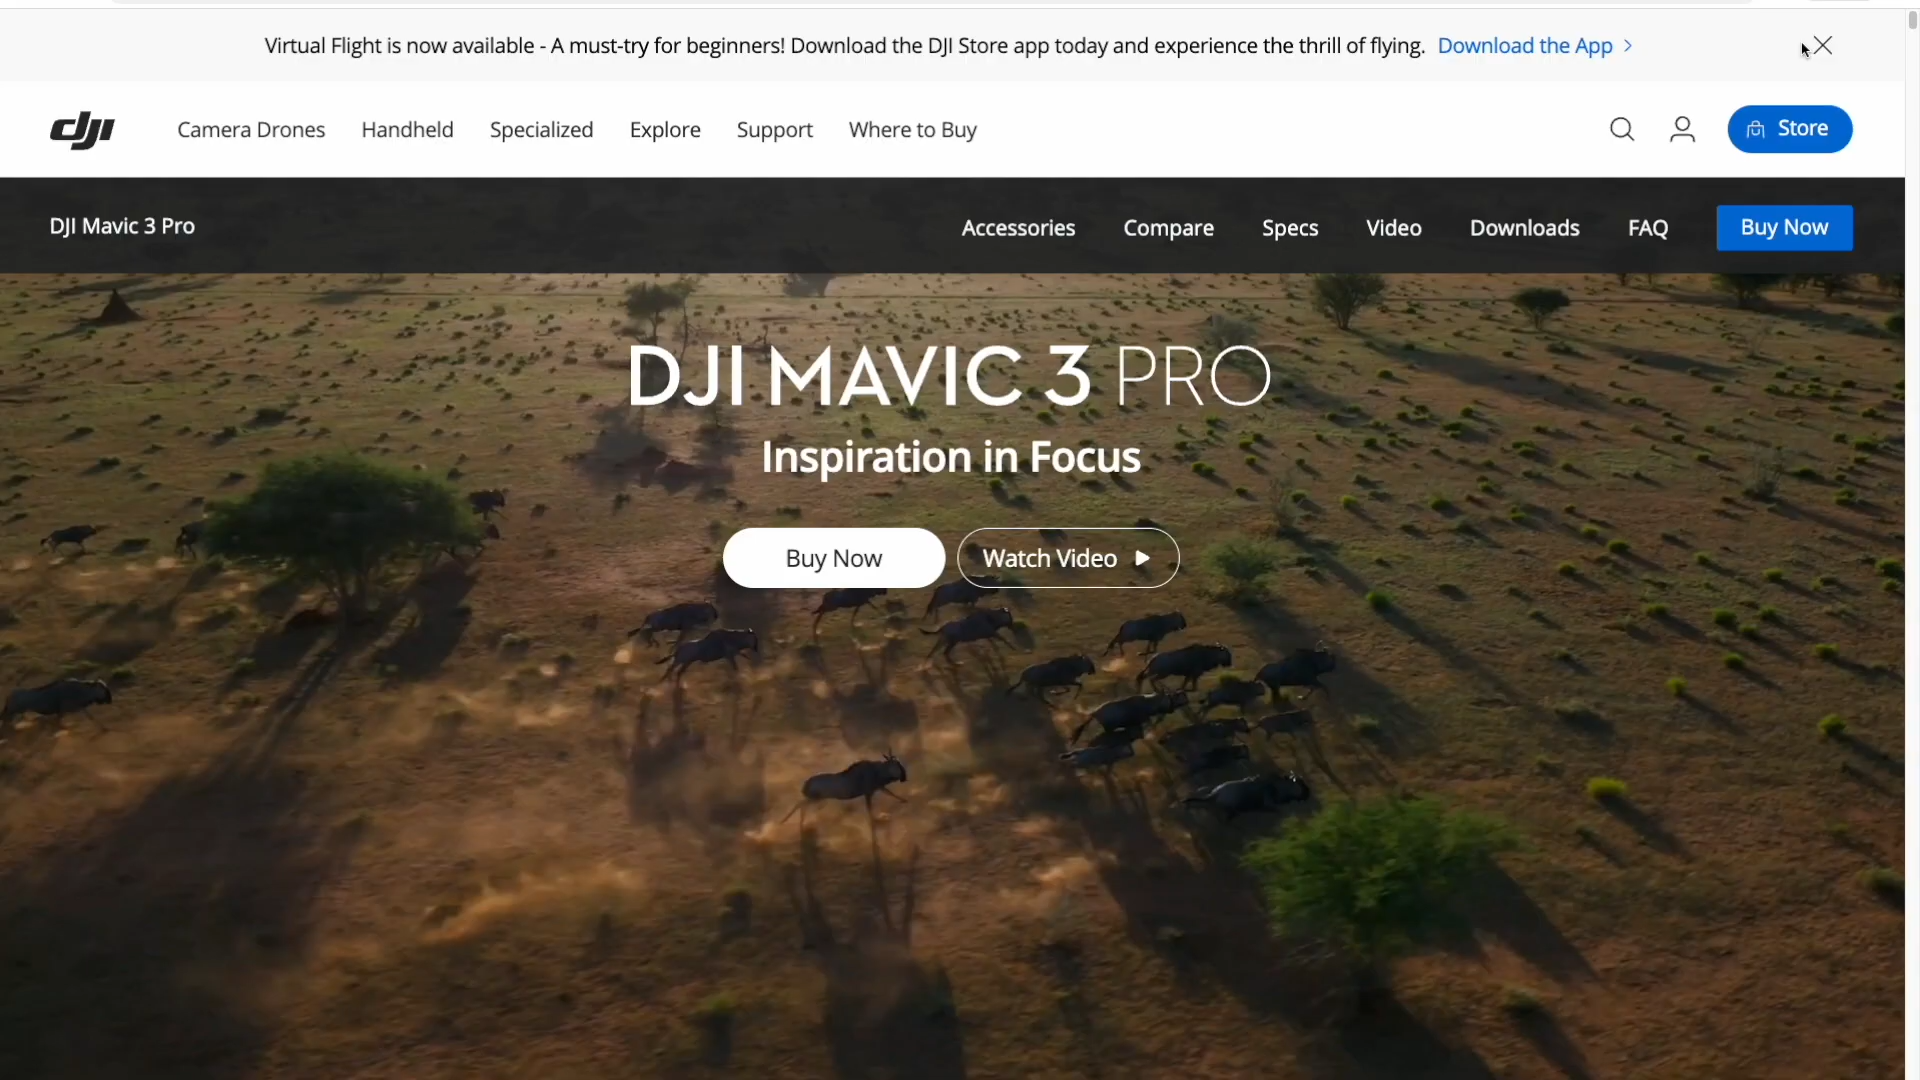 Virtual Flight is now available - A must-try for beginners! Download the DJI Store app today and experience the thrill of flying. Download the App >
dji Camera Drones Handheld Specialized Explore Support Where to Buy Store
DJI Mavic 3 Pro Accessories Compare Specs Video Downloads FAQ Buy Now
DJI MAVIC 3 PRO
Inspiration in Focus
Buy Now Watch Video